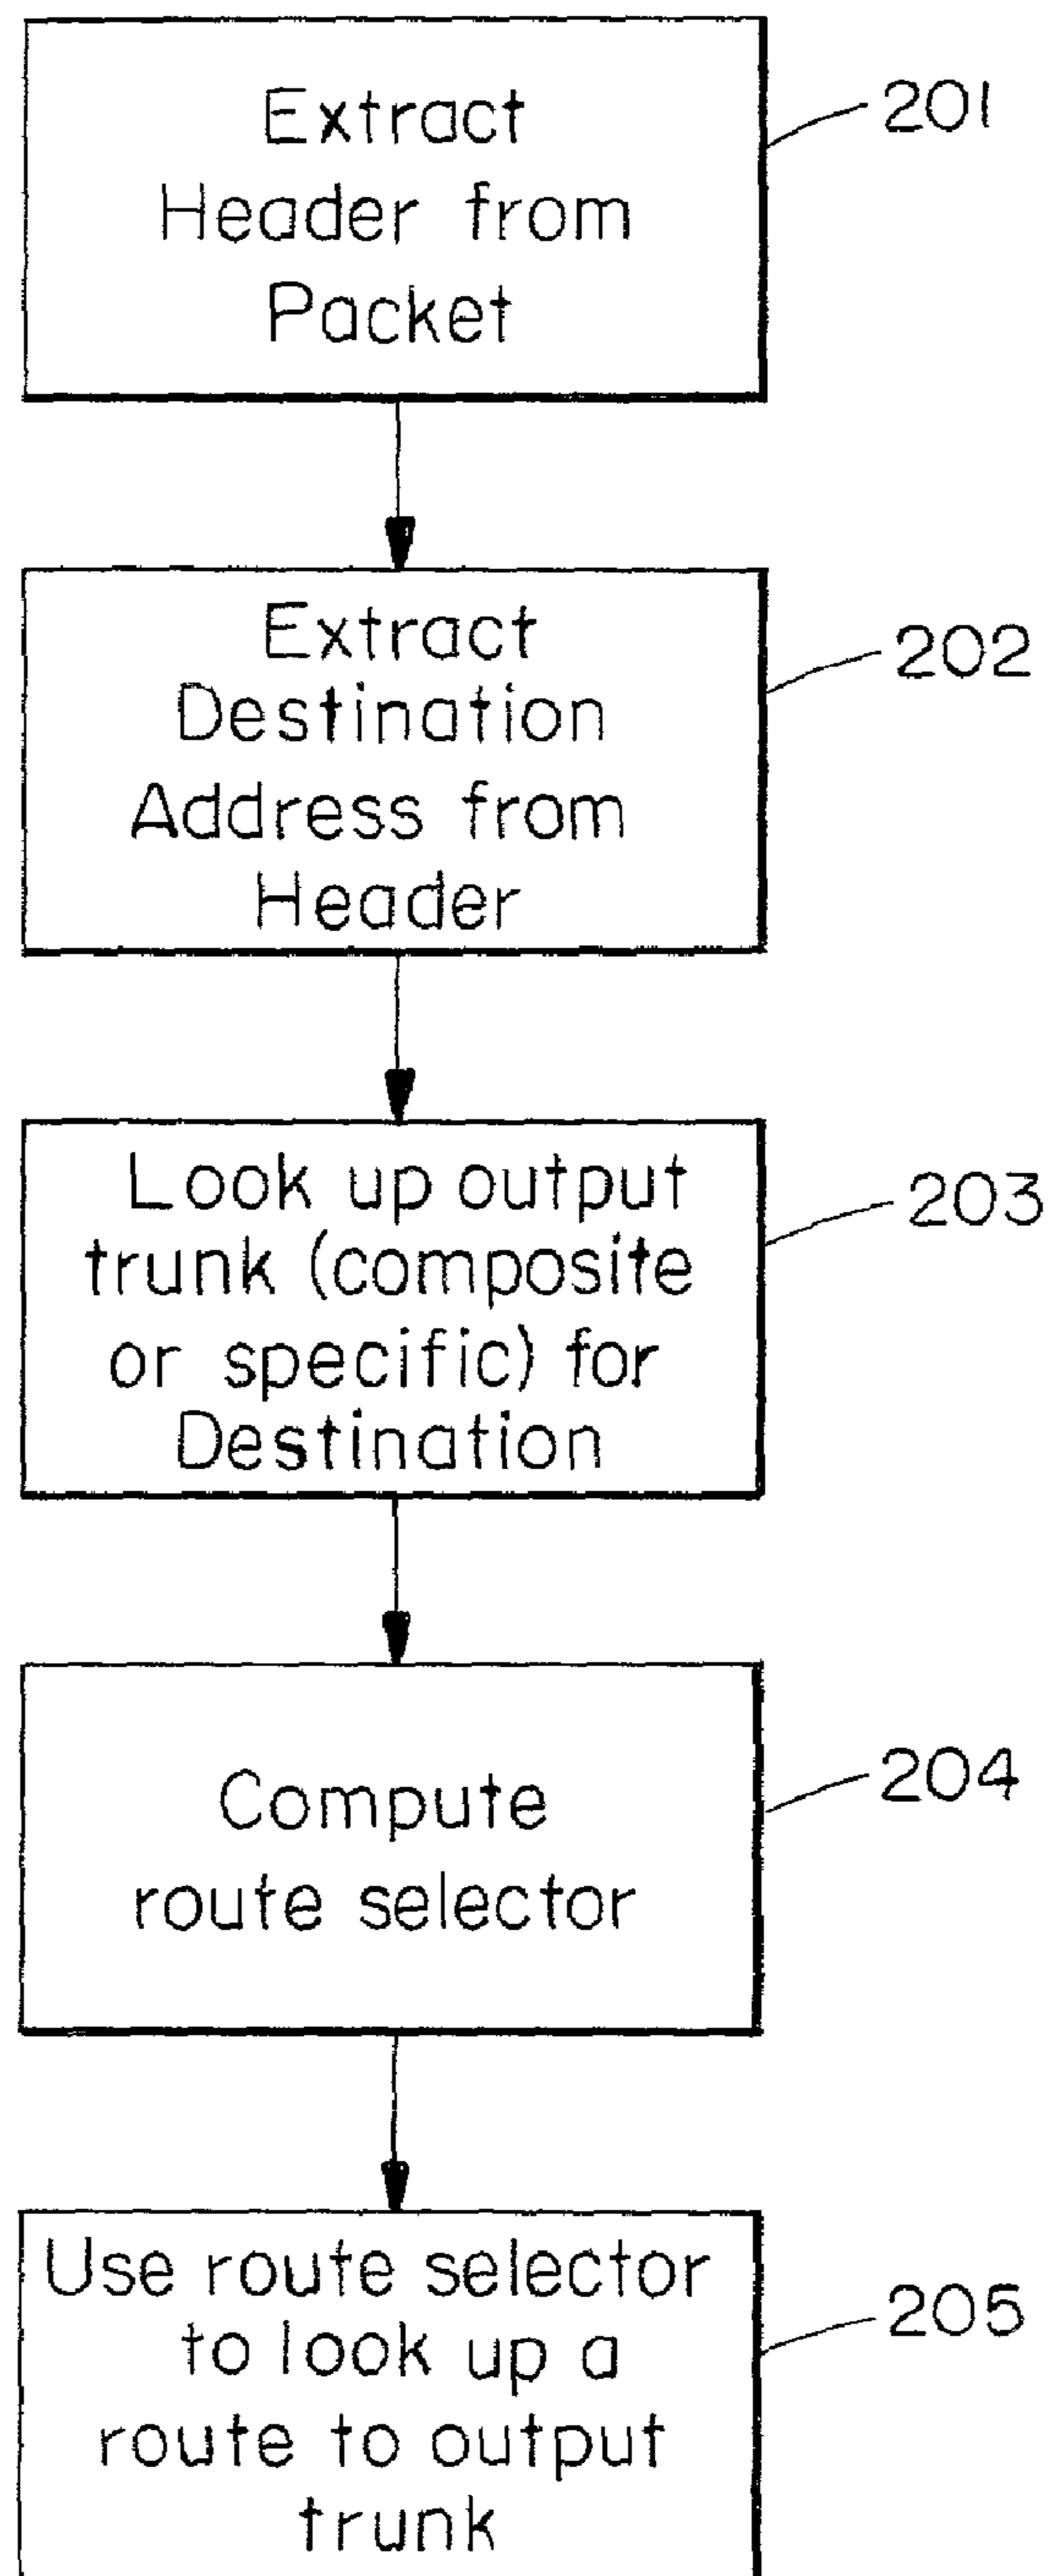 Extract
Header from
Packet
201
Extract
Destination
Address from
Header
202
Look up output
trunk (composite
or specific) for
Destination
203
Compute
route selector
204
Use route selector
to look up a
route to output
trunk
205